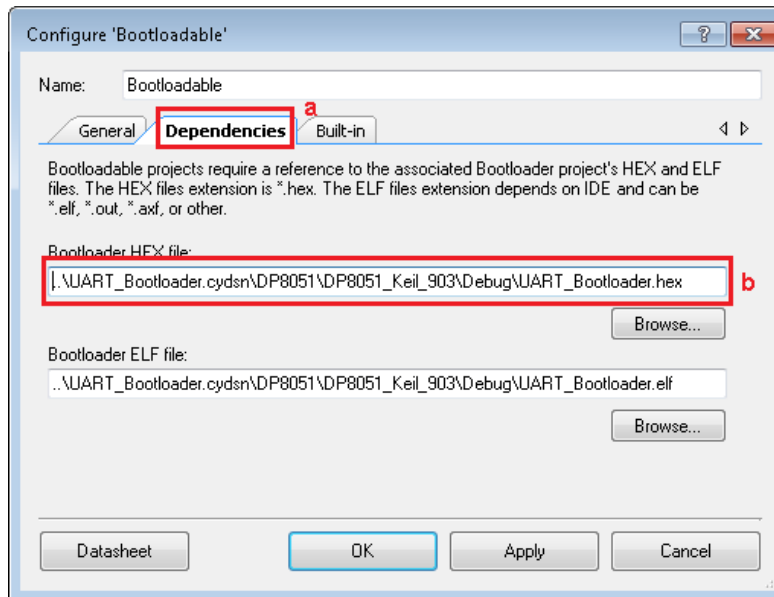 Configure 'Bootloadable'
Name: Bootloadable
a
General Dependencies Built-in
Bootloadable projects require a reference to the associated Bootloader project's HEX and ELF
files. The HEX files extension is *.hex. The ELF files extension depends on IDE and can be
*.elf, *.out, *.axf, or other.
Bootloader HEX file:
..\UART_Bootloader.cydsn\DP8051\DP8051_Keil_903\Debug\UART_Bootloader.hex b
Browse...
Bootloader ELF file:
..\UART_Bootloader.cydsn\DP8051\DP8051_Keil_903\Debug\UART_Bootloader.elf
Browse...
Datasheet OK Apply Cancel